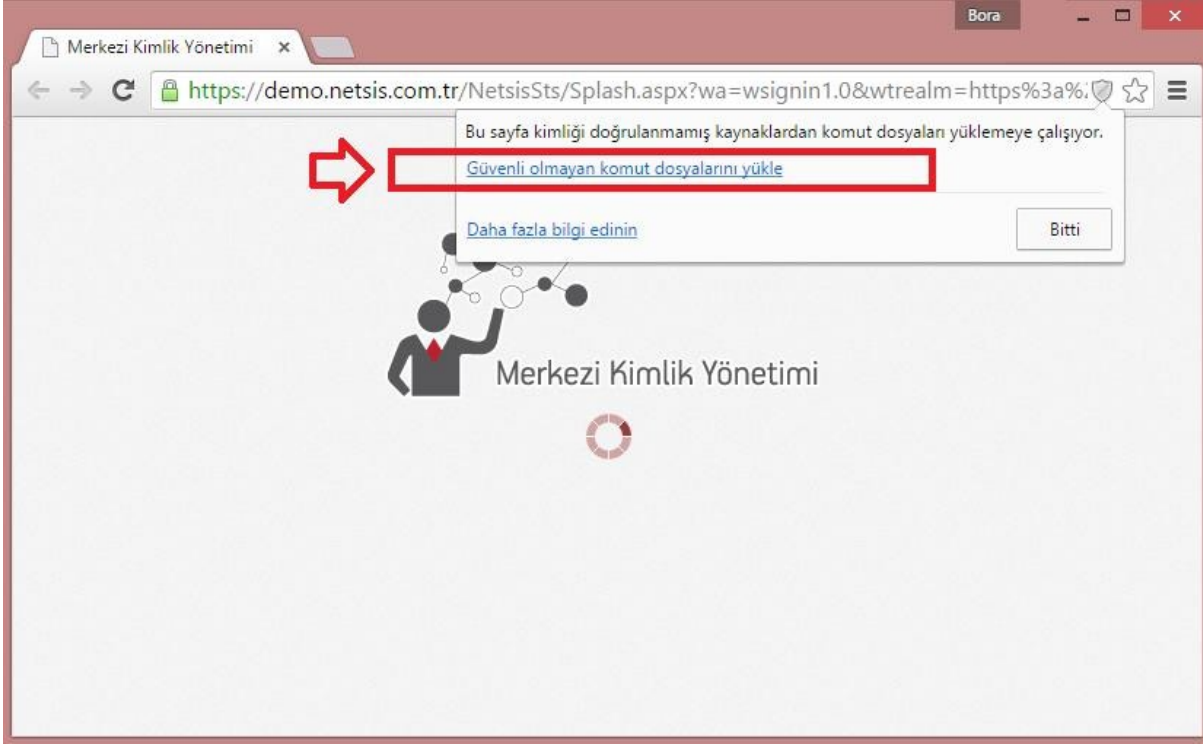 Bora
Merkezi Kimlik Yönetimi
https://demo.netsis.com.tr/NetsisSts/Splash.aspx?wa=wsignin1.0&wtrealm=https%3a%2
Bu sayfa kimliği doğrulanmamış kaynaklardan komut dosyaları yüklemeye çalışıyor.
Güvenli olmayan komut dosyalarını yükle
Daha fazla bilgi edinin
Bitti
Merkezi Kimlik Yönetimi